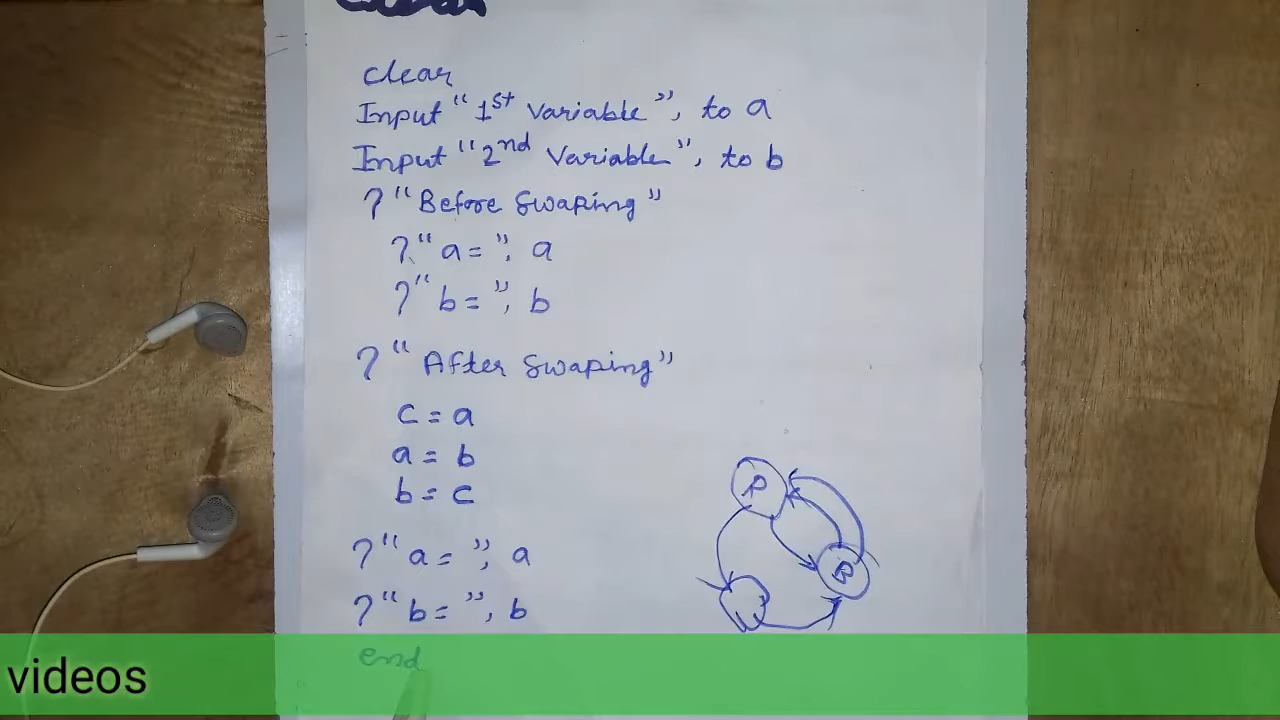 clear
Input "1st Variable", to a
Input "2nd Variable", to b
? "Before Swaping"
? "a = ", a
? "b = ", b
? "After Swaping"
c = a
a = b
b = c
? "a = ", a
? "b = ", b
end
B
videos